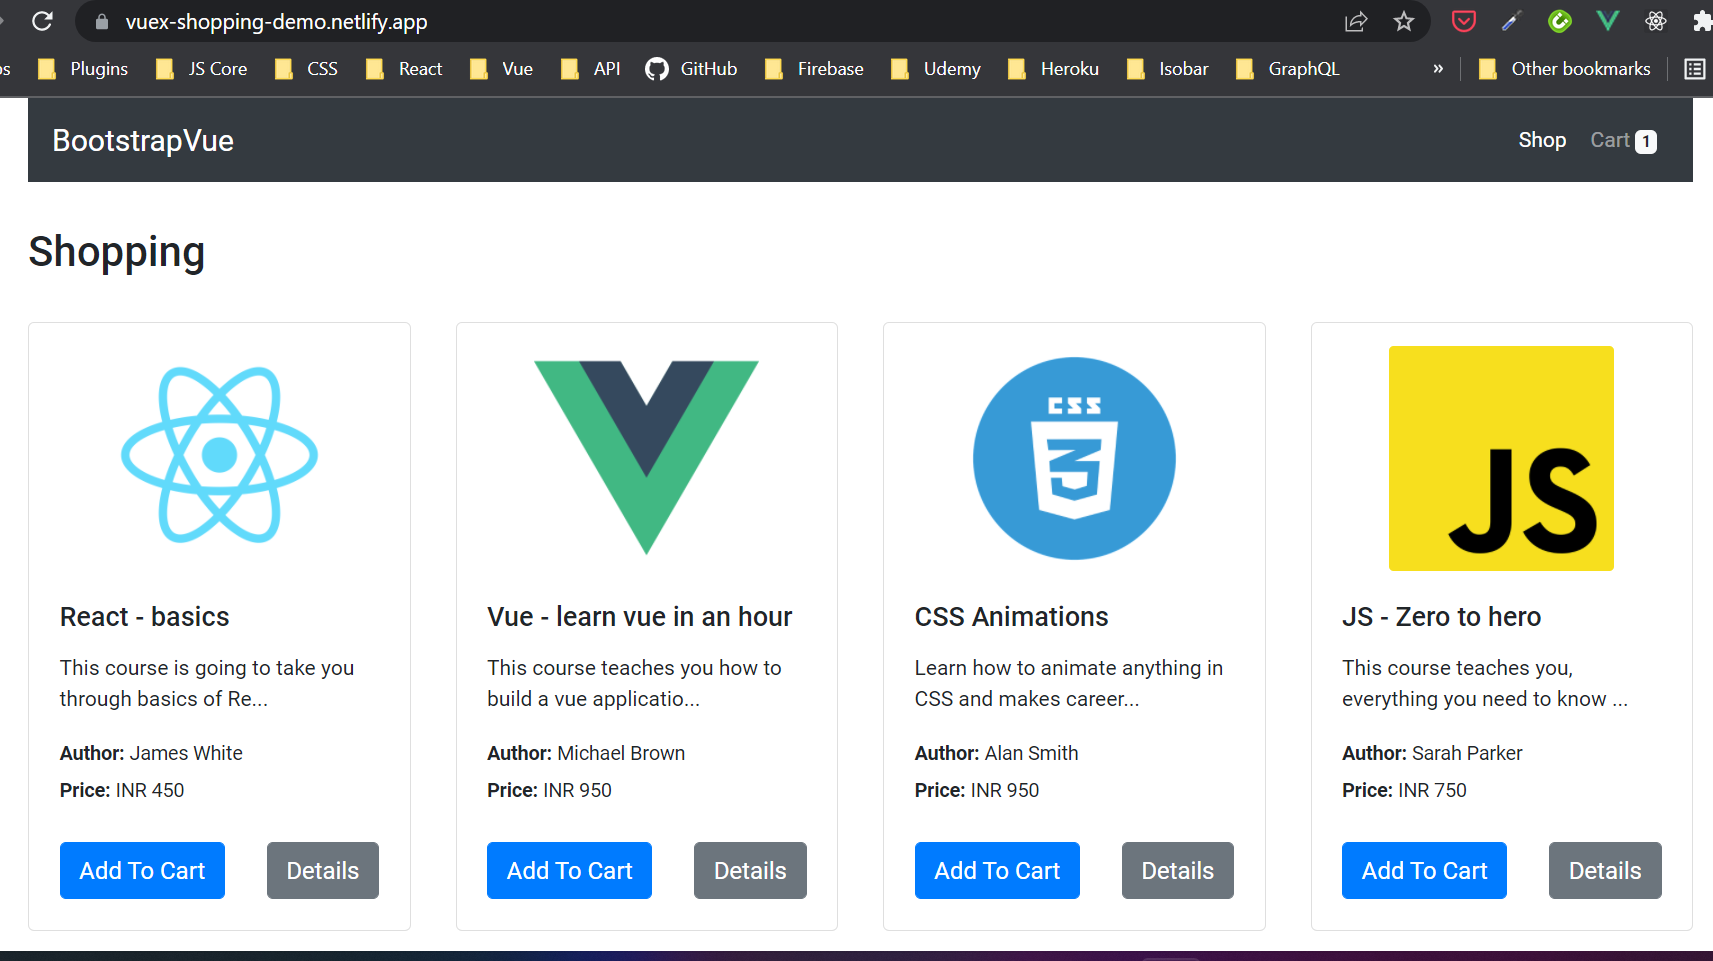 vuex-shopping-demo.netlify.app
os Plugins JS Core CSS React Vue API GitHub Firebase Udemy Heroku Isobar GraphQL » Other bookmarks
BootstrapVue Shop Cart 1
Shopping
CSS
3
JS
React - basics
This course is going to take you
through basics of Re...
Author: James White
Price: INR 450
Add To Cart Details
Vue - learn vue in an hour
This course teaches you how to
build a vue applicatio...
Author: Michael Brown
Price: INR 950
Add To Cart Details
CSS Animations
Learn how to animate anything in
CSS and makes career...
Author: Alan Smith
Price: INR 950
Add To Cart Details
JS - Zero to hero
This course teaches you,
everything you need to know ...
Author: Sarah Parker
Price: INR 750
Add To Cart Details